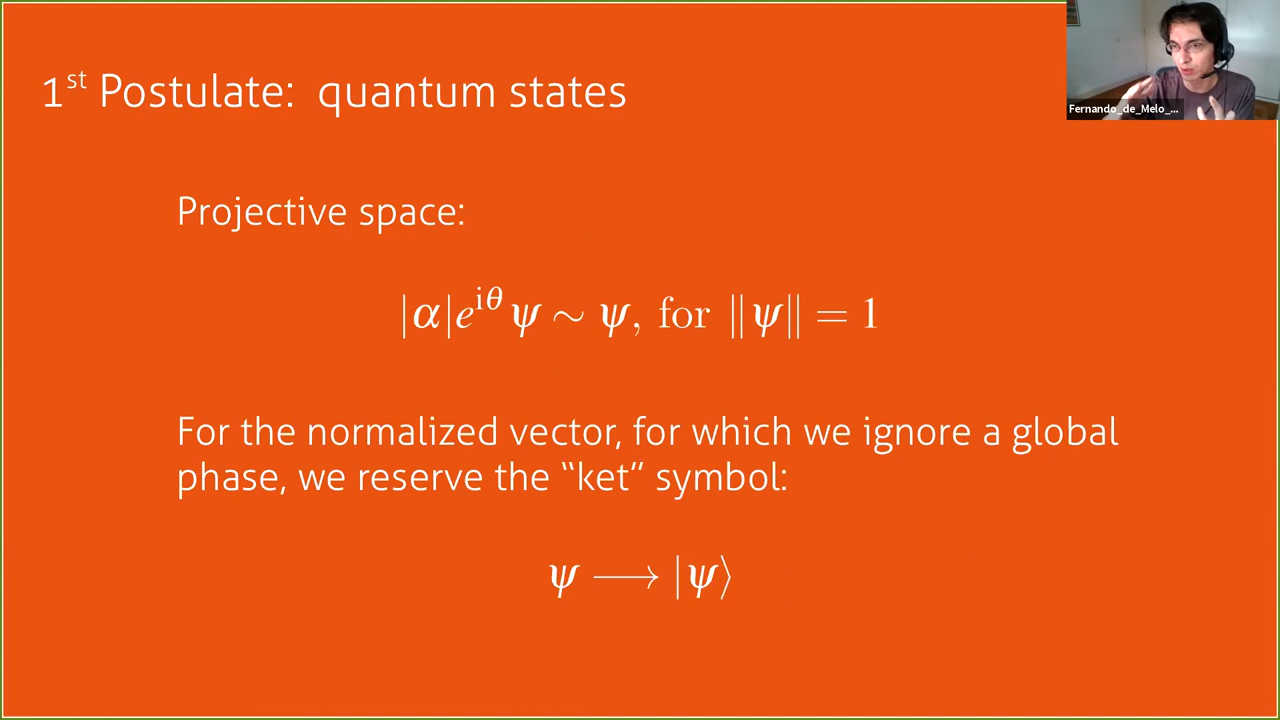 1st Postulate: quantum states
Fernando_de_Melo_...
Projective space:
|α|e^{iθ} ψ ∼ ψ, for ‖ψ‖ = 1
For the normalized vector, for which we ignore a global
phase, we reserve the “ket” symbol:
ψ ⟶ |ψ⟩